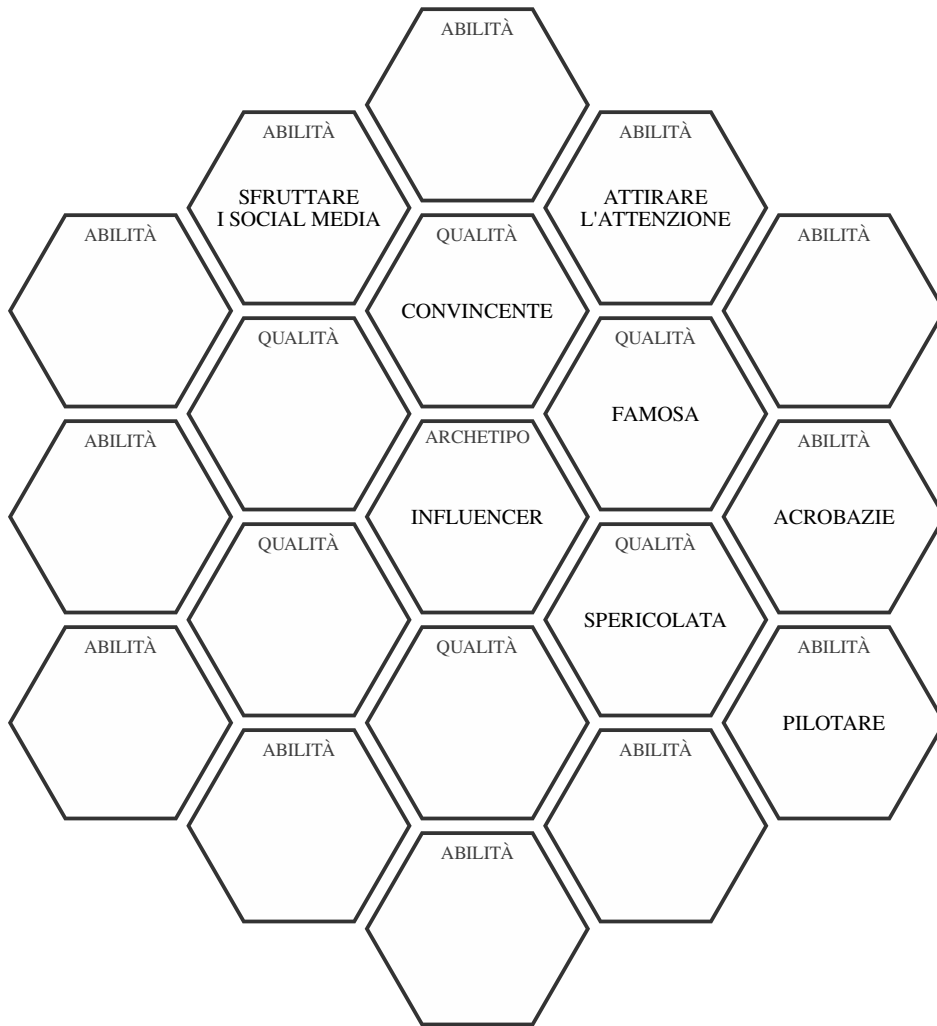 ABILITÀ
ABILITÀ
SFRUTTARE
I SOCIAL MEDIA
ABILITÀ
ATTIRARE
L'ATTENZIONE
ABILITÀ
QUALITÀ
CONVINCENTE
ABILITÀ
QUALITÀ
QUALITÀ
FAMOSA
ABILITÀ
ARCHETIPO
INFLUENCER
ABILITÀ
ACROBAZIE
QUALITÀ
QUALITÀ
SPERICOLATA
ABILITÀ
QUALITÀ
ABILITÀ
PILOTARE
ABILITÀ
ABILITÀ
ABILITÀ